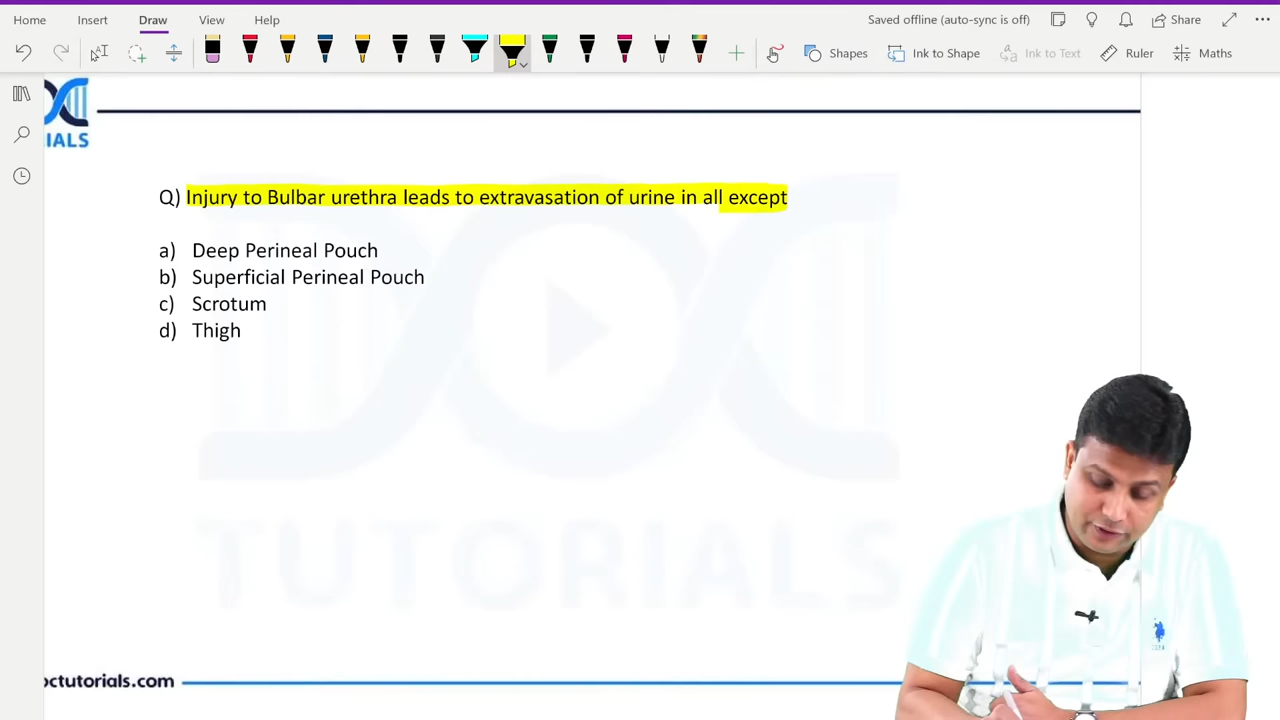 Home Insert Draw View Help Saved offline (auto-sync is off) Share
Shapes Ink to Shape Ink to Text Ruler Maths
IALS
Q) Injury to Bulbar urethra leads to extravasation of urine in all except
a) Deep Perineal Pouch
b) Superficial Perineal Pouch
c) Scrotum
d) Thigh
TUTORIALS
octutorials.com